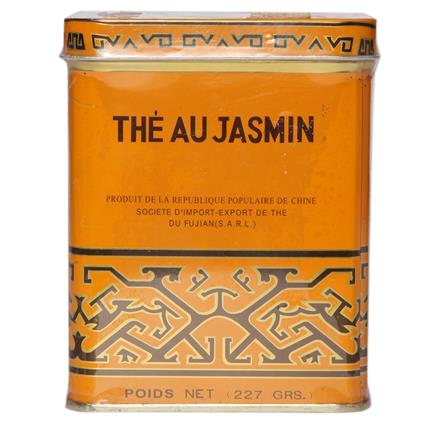 THÉ AU JASMIN
PRODUIT DE LA REPUBLIQUE POPULAIRE DE CHINE
SOCIETE D'IMPORT-EXPORT DE THE
DU FUJIAN(S.A.R.L.)
POIDS NET (227 GRS.)